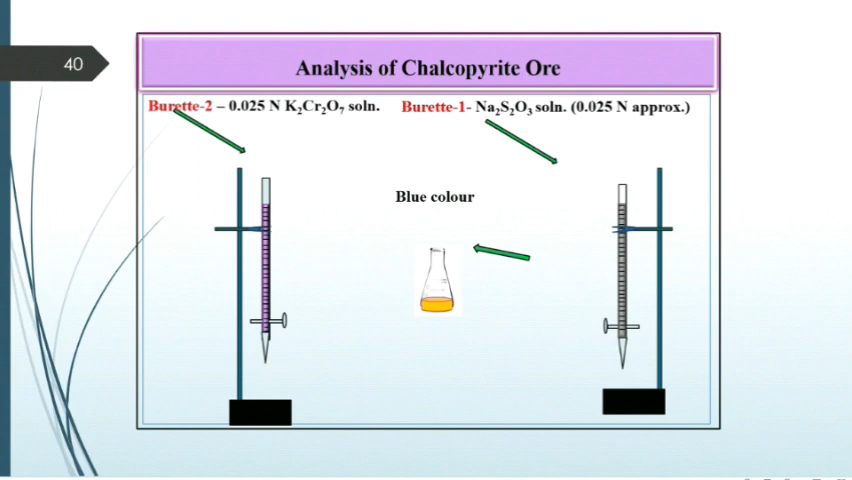 40
Analysis of Chalcopyrite Ore
Burette-2 – 0.025 N K₂Cr₂O₇ soln.
Burette-1- Na₂S₂O₃ soln. (0.025 N approx.)
Blue colour